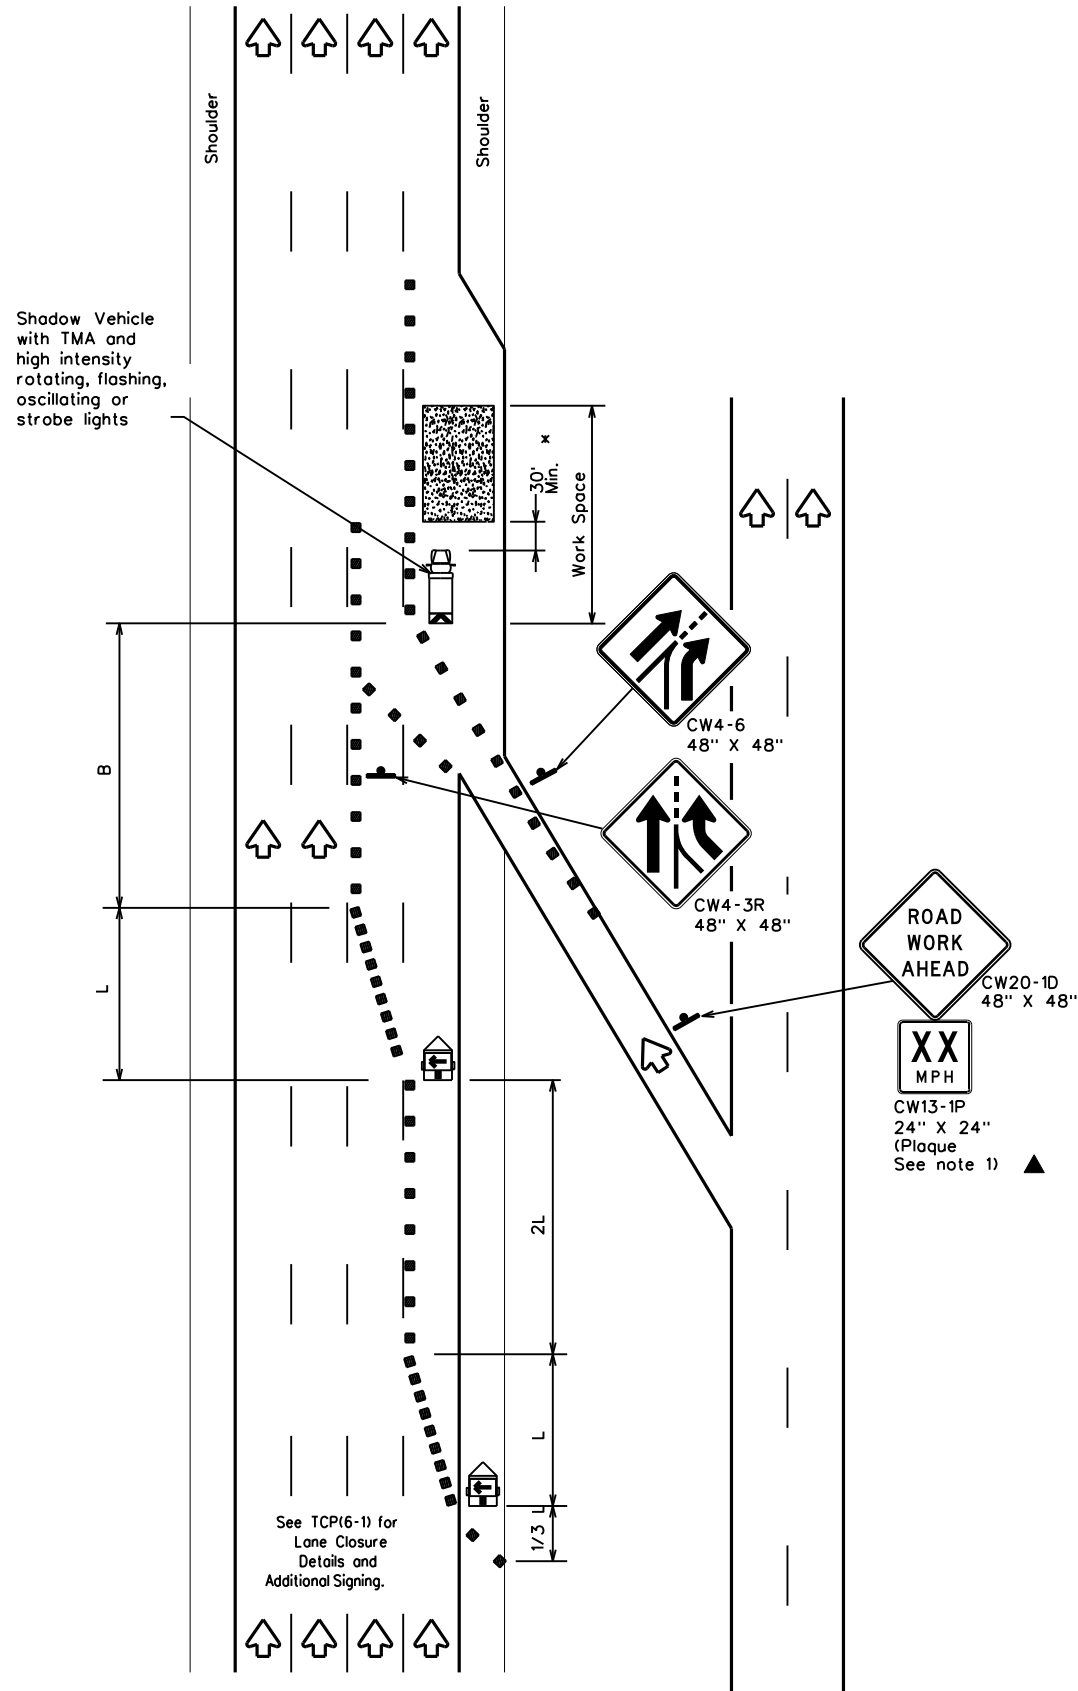 Shoulder
Shoulder
Shadow Vehicle
with TMA and
high intensity
rotating, flashing,
oscillating or
strobe lights
30'
Min.
*
Work Space
CW4-6
48" X 48"
B
CW4-3R
48" X 48"
ROAD
WORK
AHEAD
CW20-1D
48" X 48"
L
XX
MPH
CW13-1P
24" X 24"
(Plaque
See note 1) ▲
2L
L
1/3 L
See TCP(6-1) for
Lane Closure
Details and
Additional Signing.